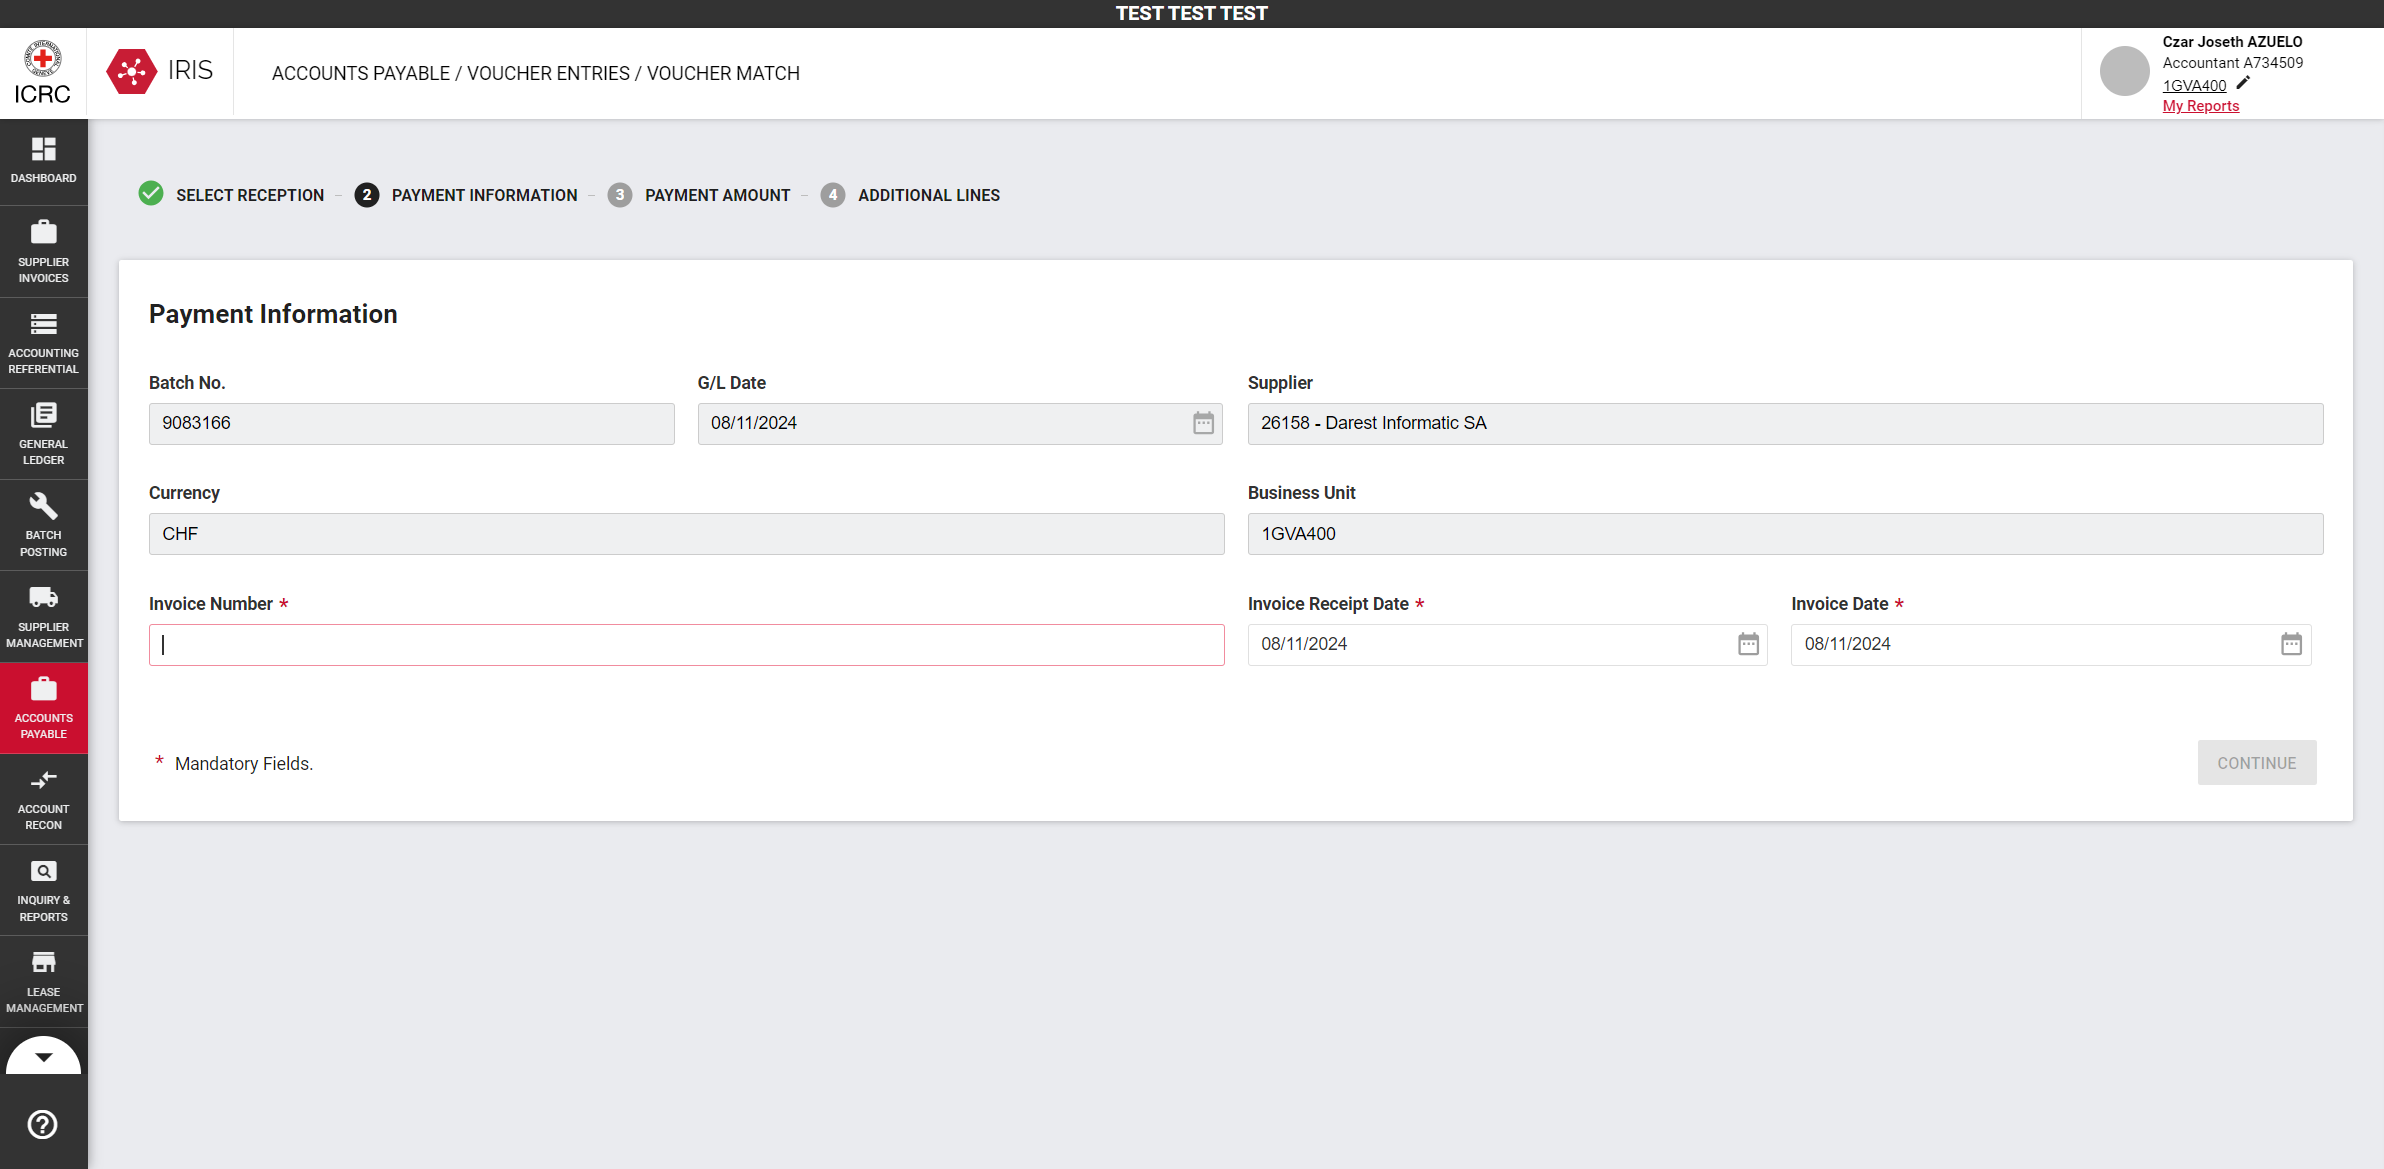 TEST TEST TEST
ICRC
IRIS
ACCOUNTS PAYABLE / VOUCHER ENTRIES / VOUCHER MATCH
Czar Joseth AZUELO
Accountant A734509
1GVA400
My Reports
DASHBOARD
SUPPLIER
INVOICES
ACCOUNTING
REFERENTIAL
GENERAL
LEDGER
BATCH
POSTING
SUPPLIER
MANAGEMENT
ACCOUNTS
PAYABLE
ACCOUNT
RECON
INQUIRY &
REPORTS
LEASE
MANAGEMENT
SELECT RECEPTION – 2 PAYMENT INFORMATION – 3 PAYMENT AMOUNT – 4 ADDITIONAL LINES
Payment Information
Batch No. G/L Date Supplier
9083166 08/11/2024 26158 - Darest Informatic SA
Currency Business Unit
CHF 1GVA400
Invoice Number * Invoice Receipt Date * Invoice Date *
08/11/2024 08/11/2024
* Mandatory Fields.
CONTINUE